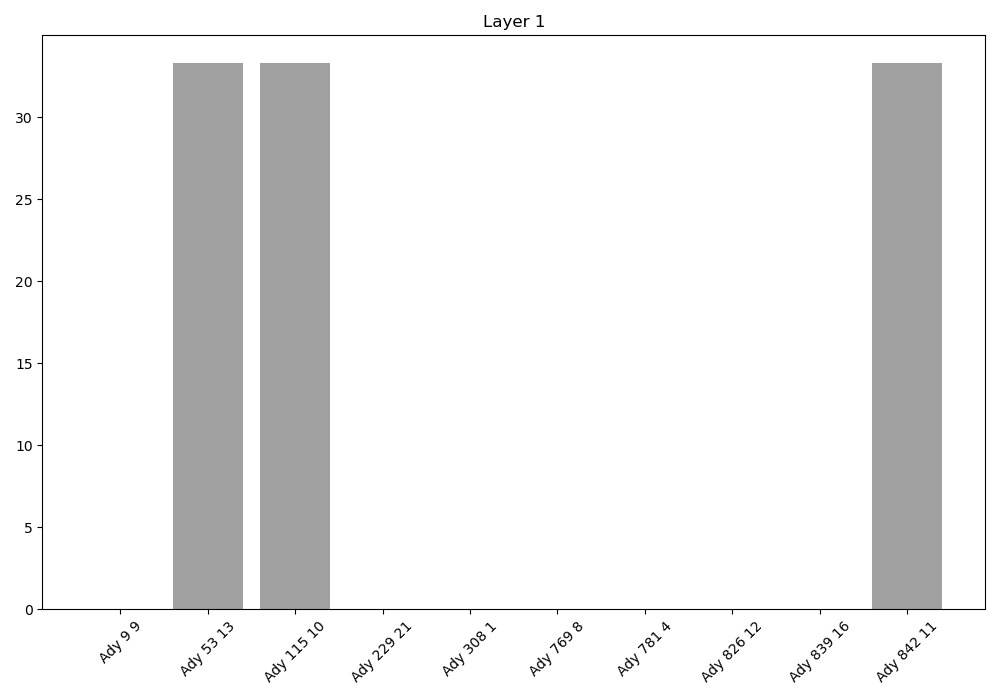 Layer 1
30
25
20
15
10
5
0
Ady 9 9
Ady 53 13
Ady 115 10
Ady 229 21
Ady 308 1
Ady 769 8
Ady 781 4
Ady 826 12
Ady 839 16
Ady 842 11